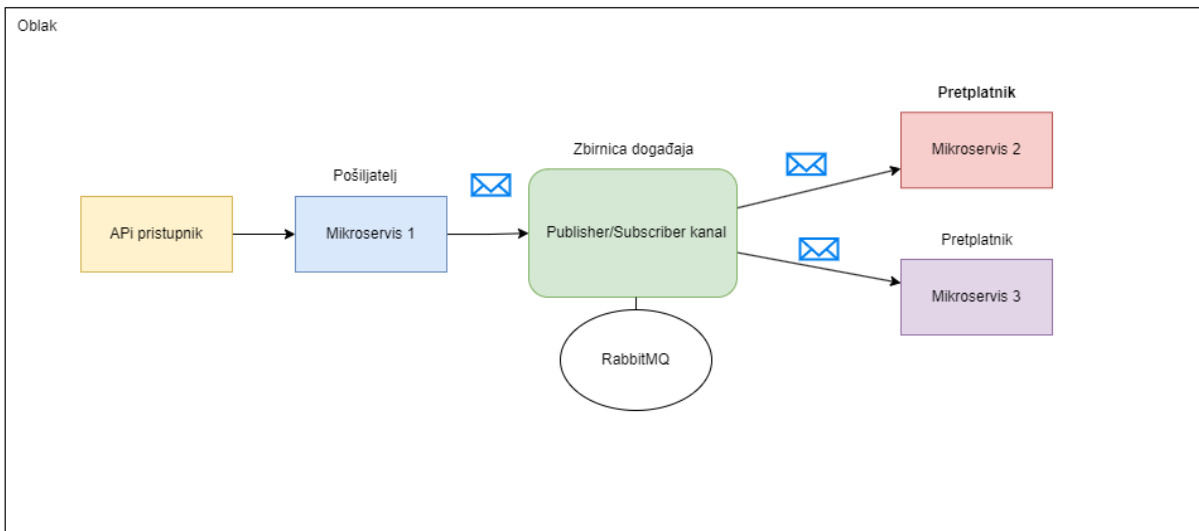 Oblak
Pretplatnik
Mikroservis 2
Zbirnica događaja
Pošiljatelj
APi pristupnik
Mikroservis 1
Publisher/Subscriber kanal
Pretplatnik
Mikroservis 3
RabbitMQ